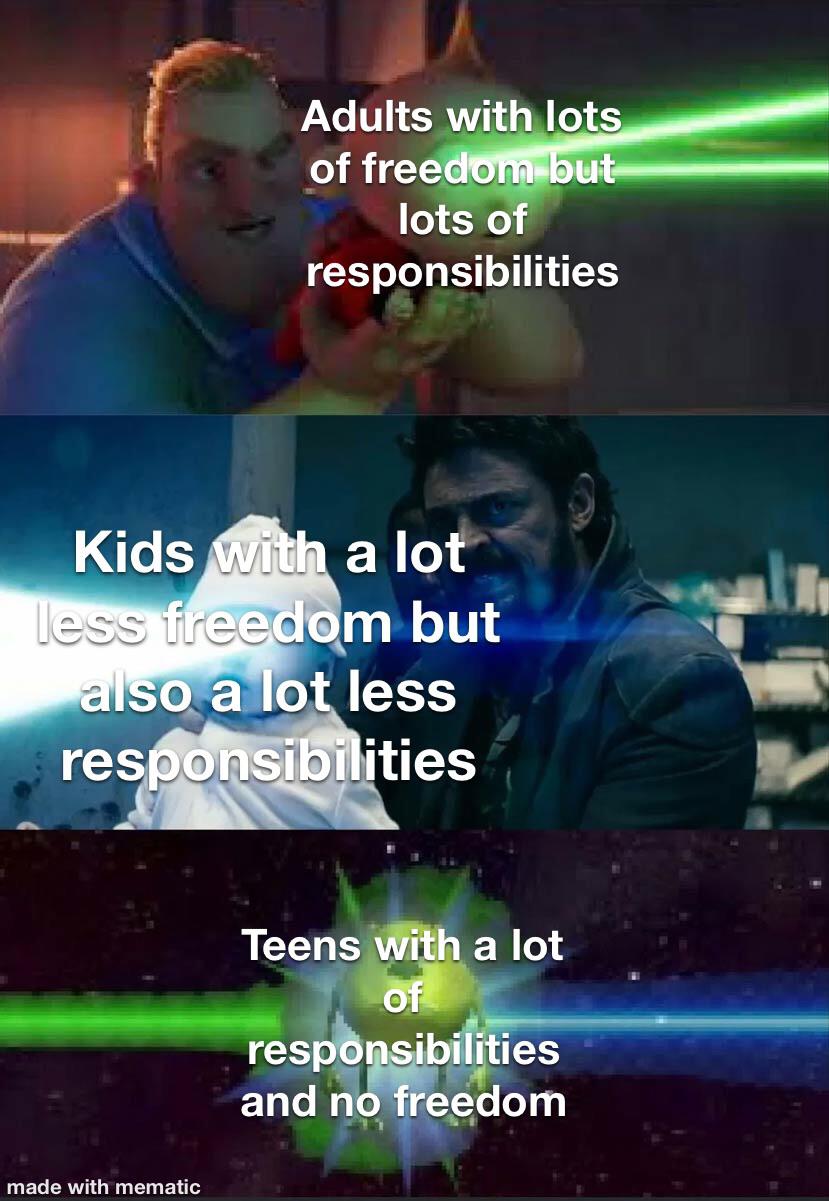 Adults with lots
of freedom but
lots of
responsibilities
Kids with a lot
less freedom but
also a lot less
responsibilities
Teens with a lot
of
responsibilities
and no freedom
made with mematic